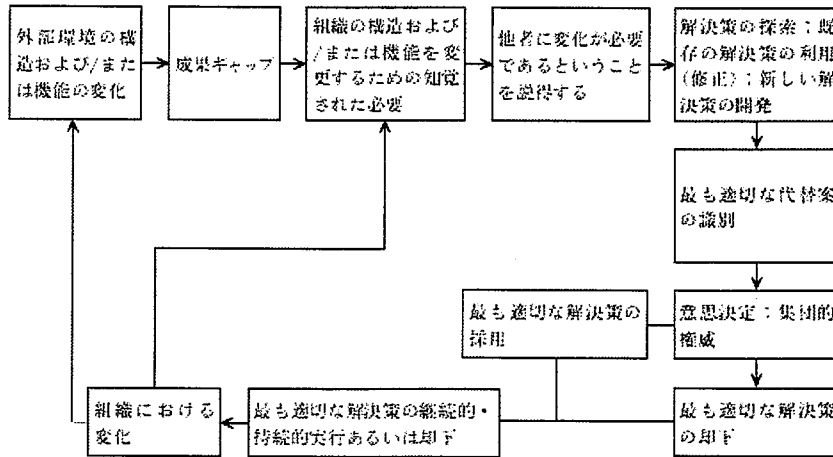 外部環境の構
造および/また
は機能の変化
成果キャップ
組織の構造および
/または機能を変
更するための知覚
された必要
他者に変化が必要
であるということ
を説得する
解決策の探索：既
存の解決の利用
(修正)：新しい解
決策の開発
最も適切な代替案
の識別
最も適切な解決策の
採用
意思決定：集団的
権威
組織における
変化
最も適切な解決策の継続的・
持続的実行あるいは却下
最も適切な解決策
の却下